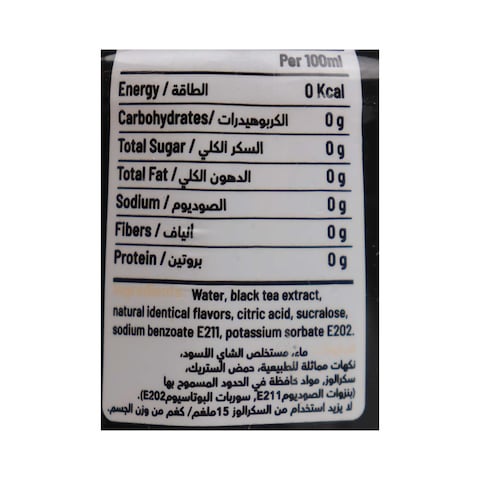 Per 100ml
Energy / الطاقة 0 Kcal
Carbohydrates/ الكربوهيدرات 0 g
Total Sugar / السكر الكلي 0 g
Total Fat / الدهون الكلي 0 g
Sodium / الصوديوم 0 g
Fibers / أنياف 0 g
Protein / بروتين 0 g
Water, black tea extract,
natural identical flavors, citric acid, sucralose,
sodium benzoate E211, potassium sorbate E202.
ماء، مستخلص الشاي الأسود،
نكهات مماثلة للطبيعية، حمض الستريك،
سكرالوز, مواد حافظة في الحدود المسموح بها
(بنزوات الصوديوم E211, سوربات البوتاسيوم E202).
لا يزيد استخدام من السكرالوز 15ملغم/ كغم من وزن الجسم.